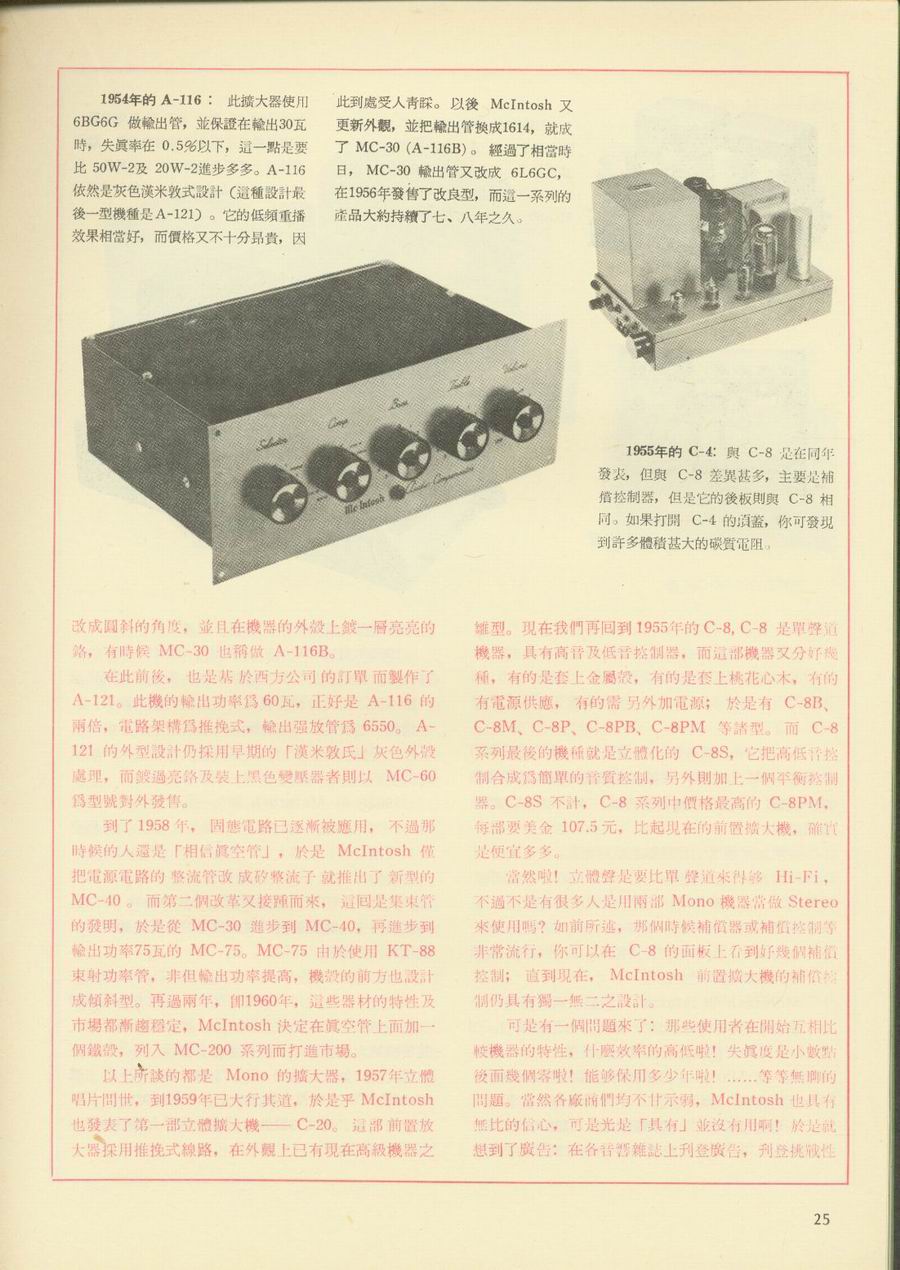 1954年的 A-116： 此擴大器使用
6BG6G 做輸出管，並保證在輸出30瓦
時，失眞率在 0.5%以下，這一點是要
比 50W-2及 20W-2進步多多。A-116
依然是灰色漢米敦式設計（這種設計最
後一型機種是A-121）。它的低頻重播
效果相當好，而價格又不十分昂貴，因
此到處受人靑睬。以後 McIntosh 又
更新外觀，並把輸出管換成1614，就成
了 MC-30 (A-116B)。經過了相當時
日， MC-30 輸出管又改成 6L6GC，
在1956年發售了改良型，而這一系列的
產品大約持續了七、八年之久。
Selector Comp. Bass Treble Volume
McIntosh Audio Compensator
1955年的 C-4：與 C-8 是在同年
發表，但與 C-8 差異甚多，主要是補
償控制器，但是它的後板則與 C-8 相
同。如果打開 C-4 的頂蓋，你可發現
到許多體積甚大的碳質電阻。
改成圓斜的角度，並且在機器的外殼上鍍一層亮亮的
鉻，有時候 MC-30 也稱做 A-116B。
在此前後，也是基於西方公司的訂單而製作了
A-121。此機的輸出功率爲60瓦，正好是 A-116 的
兩倍，電路架構爲推挽式，輸出强放管爲 6550。 A-
121 的外型設計仍採用早期的「漢米敦氏」灰色外殼
處理，而鍍過亮鉻及裝上黑色變壓器者則以 MC-60
爲型號對外發售。
到了1958年， 固態電路已逐漸被應用， 不過那
時候的人還是「相信眞空管」，於是 McIntosh 僅
把電源電路的整流管改成矽整流子就推出了新型的
MC-40 。 而第二個改革又接踵而來， 這囘是集束管
的發明，於是從 MC-30 進步到 MC-40，再進步到
輸出功率75瓦的 MC-75。MC-75 由於使用 KT-88
束射功率管，非但輸出功率提高，機殼的前方也設計
成傾斜型。再過兩年，卽1960年，這些器材的特性及
市場都漸趨穩定，McIntosh 決定在眞空管上面加一
個鐵殼，列入 MC-200 系列而打進市場。
以上所談的都是 Mono 的擴大器，1957年立體
唱片問世，到1959年已大行其道，於是乎 McIntosh
也發表了第一部立體擴大機—— C-20。 這部前置放
大器採用推挽式線路，在外觀上已有現在高級機器之
雛型。現在我們再囘到1955年的C-8, C-8 是單聲道
機器，具有高音及低音控制器，而這部機器又分好幾
種，有的是套上金屬殼，有的是套上桃花心木，有的
有電源供應， 有的需另外加電源； 於是有 C-8B、
C-8M、C-8P、C-8PB、C-8PM 等諸型。 而 C-8
系列最後的機種就是立體化的 C-8S，它把高低音控
制合成爲簡單的音質控制，另外則加上一個平衡控制
器。C-8S 不計， C-8 系列中價格最高的 C-8PM，
每部要美金 107.5元，比起現在的前置擴大機，確實
是便宜多多。
當然啦！立體聲是要比單聲道來得够 Hi-Fi，
不過不是有很多人是用兩部 Mono 機器當做 Stereo
來使用嗎？如前所述，那個時候補償器或補償控制等
非常流行，你可以在 C-8 的面板上看到好幾個補償
控制； 直到現在， McIntosh 前置擴大機的補償控
制仍具有獨一無二之設計。
可是有一個問題來了：那些使用者在開始互相比
較機器的特性，什麼效率的高低啦！失眞度是小數點
後面幾個零啦！能够保用多少年啦！……等等無聊的
問題。當然各廠商們均不甘示弱，McIntosh 也具有
無比的信心，可是光是「具有」並沒有用啊！於是就
想到了廣告：在各音響雜誌上刋登廣告，刋登挑戰性
25